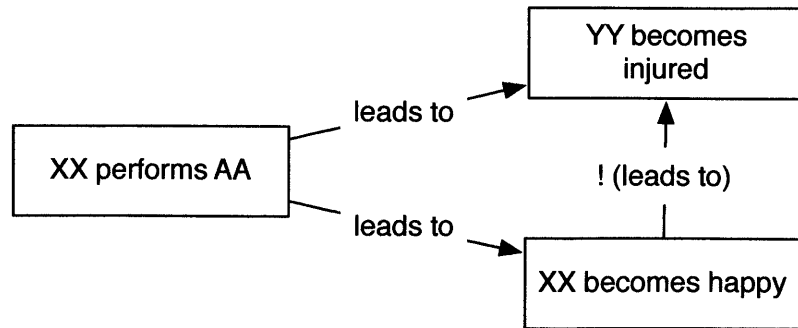 YY becomes
injured
leads to
XX performs AA
! (leads to)
leads to
XX becomes happy